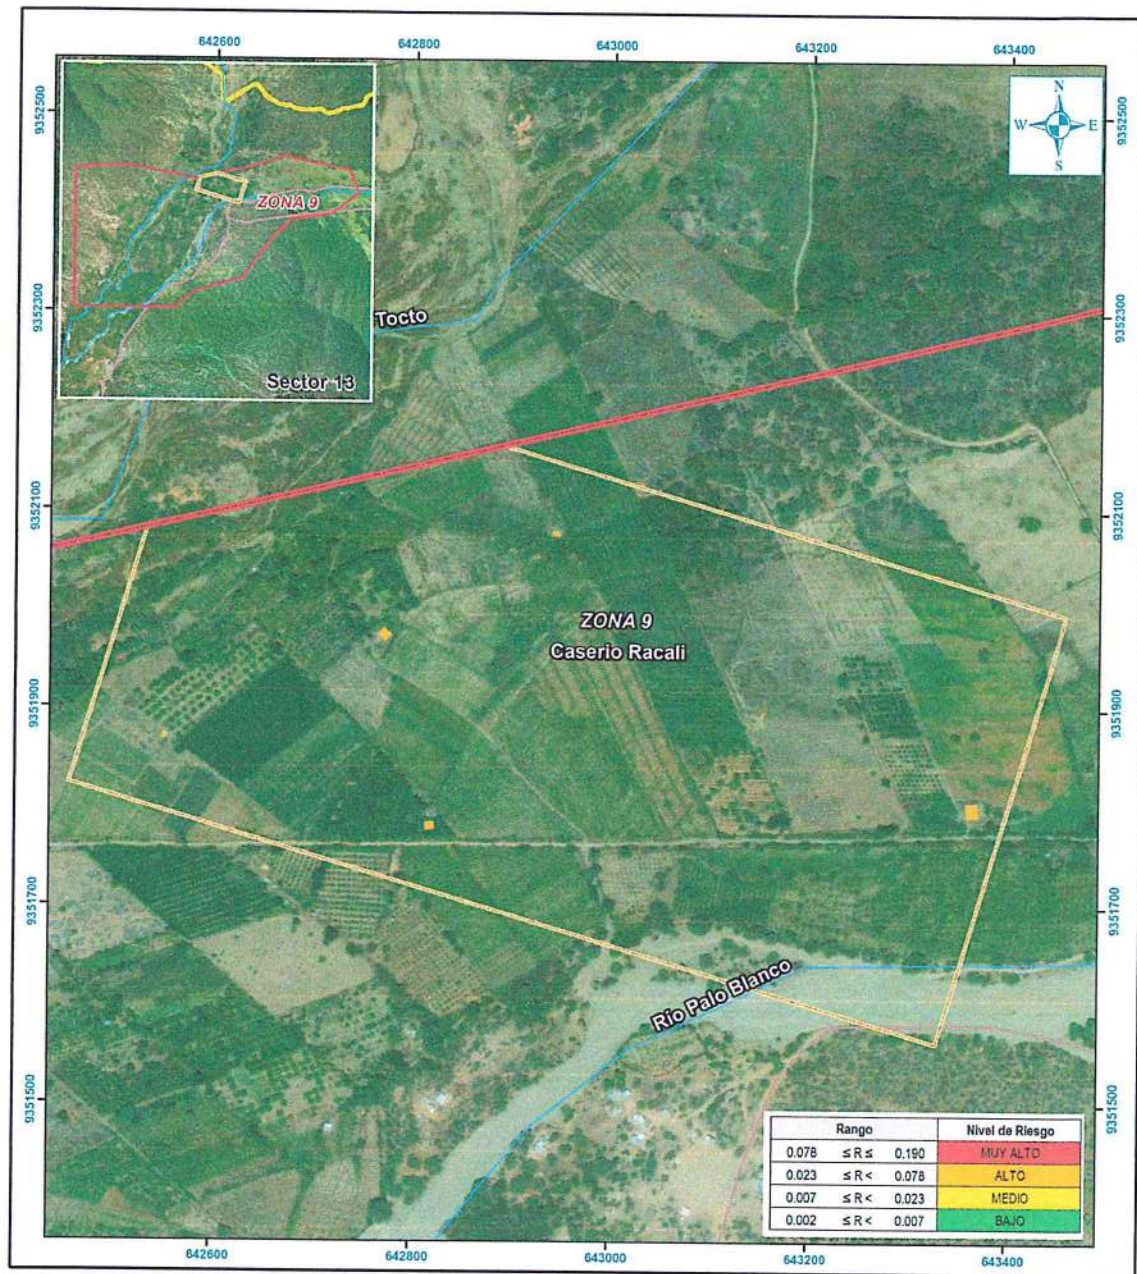 642600 642800 643000 643200 643400
9352500
9352300
9352100
9351900
9351700
9351500
9352500
9352300
9352100
9351900
9351700
9351500
N
W E
S
ZONA 9
Sector 13
Tocto
ZONA 9
Caserio Racali
Río Palo Blanco
Rango Nivel de Riesgo
0.078 ≤ R ≤ 0.190 MUY ALTO
0.023 ≤ R < 0.078 ALTO
0.007 ≤ R < 0.023 MEDIO
0.002 ≤ R < 0.007 BAJO
642600 642800 643000 643200 643400